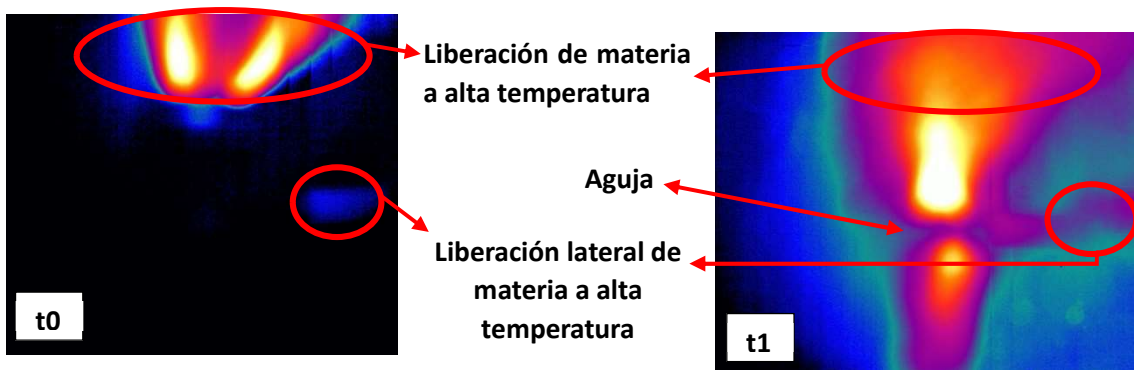 Liberación de materia
a alta temperatura
Aguja
Liberación lateral de
materia a alta
temperatura
t0
t1